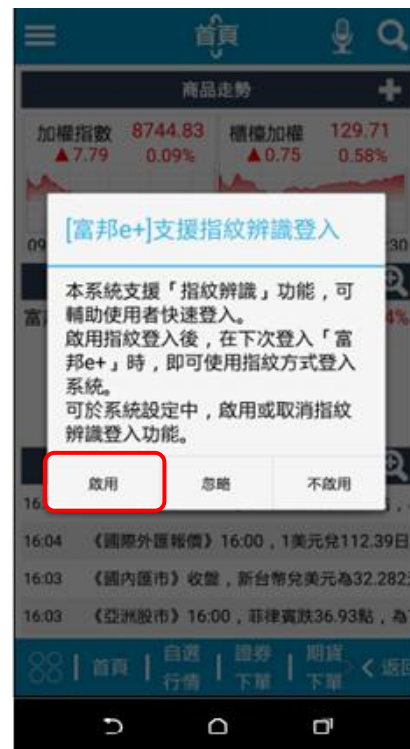 首頁
商品走勢
加權指數 8744.83 櫃檯加權 129.71
▲7.79 0.09% ▲0.75 0.58%
[富邦e+]支援指紋辨識登入
本系統支援「指紋辨識」功能，可
輔助使用者快速登入。
啟用指紋登入後，在下次登入「富
邦e+」時，即可使用指紋方式登入
系統。
可於系統設定中，啟用或取消指紋
辨識登入功能。
啟用 忽略 不啟用
16:04 《國際外匯報價》16:00，1美元兌112.39日
16:03 《國內匯市》收盤，新台幣兌美元為32.282
16:03 《亞洲股市》16:00，菲律賓跌36.93點，為
首頁 自選行情 證券下單 期貨下單 返回